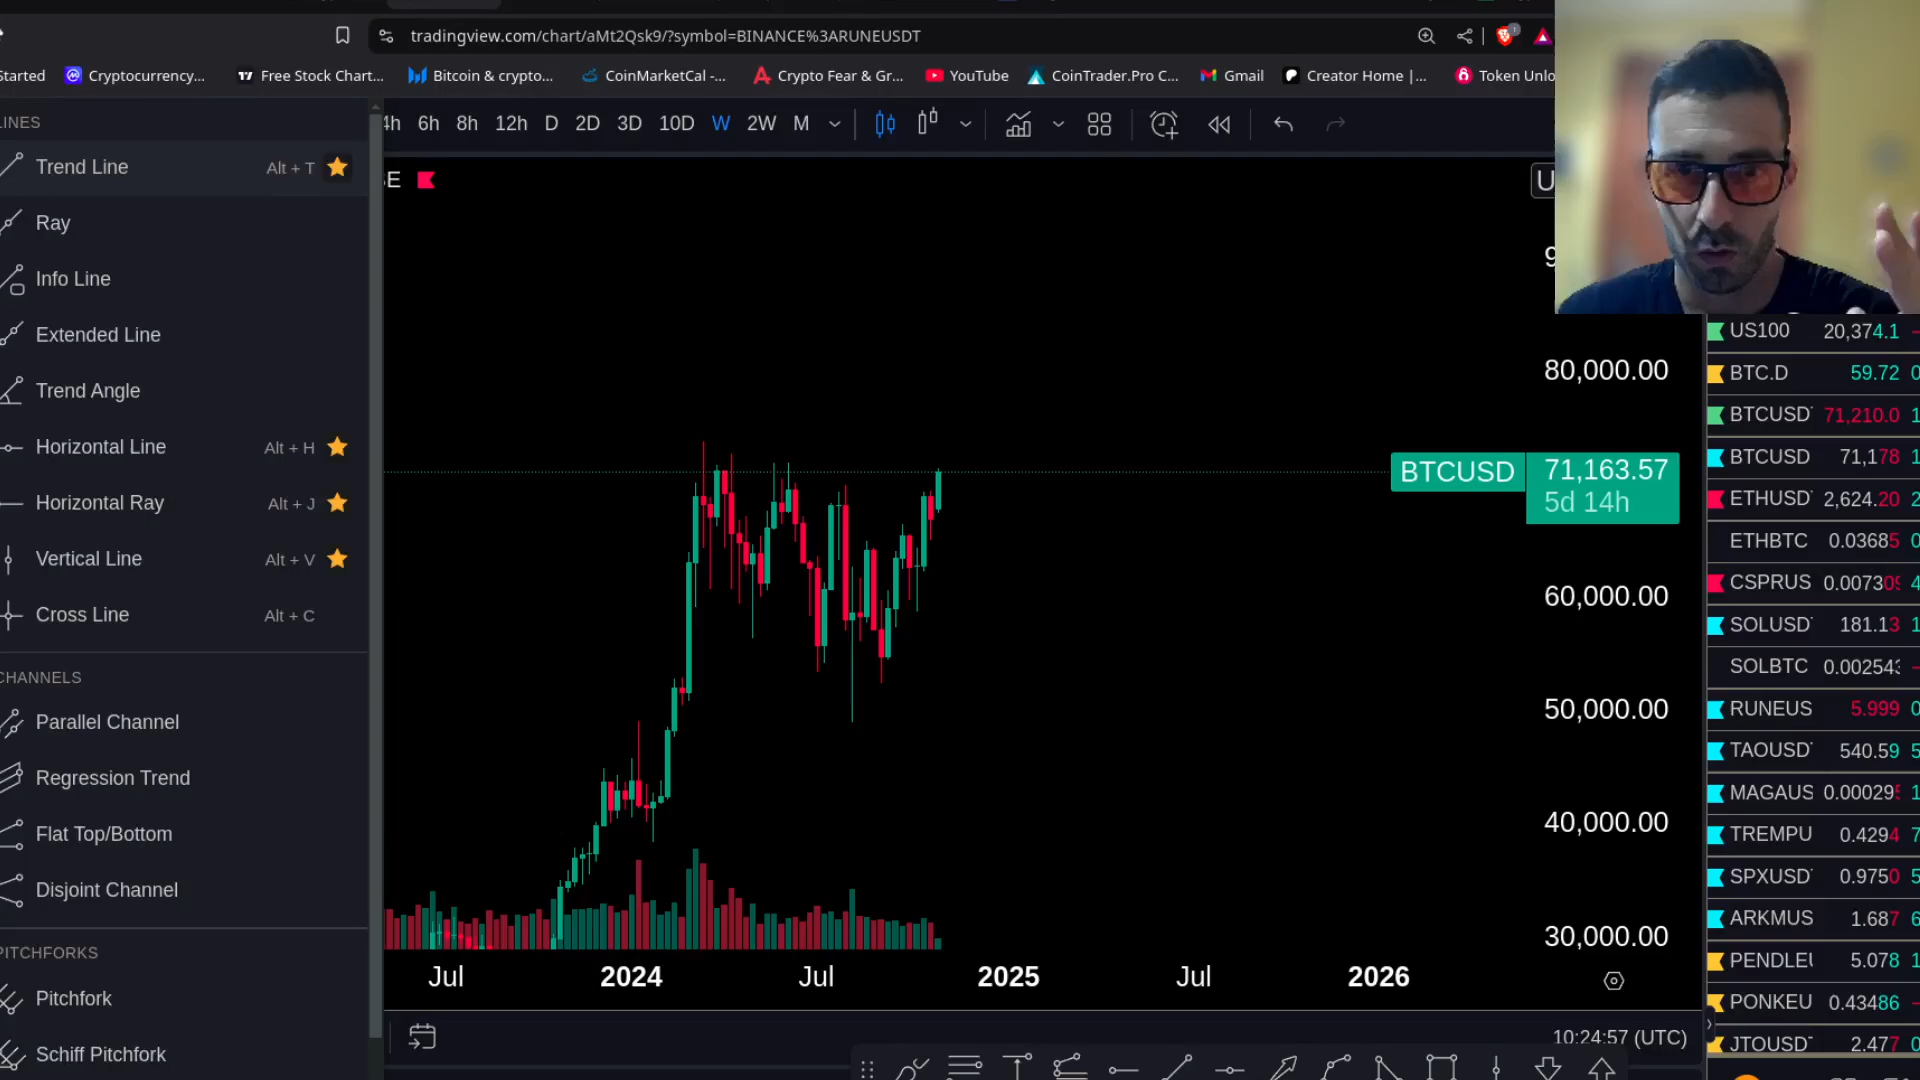 tradingview.com/chart/aMt2Qsk9/?symbol=BINANCE%3ARUNEUSDT
Started
Cryptocurrency...
Free Stock Chart...
Bitcoin & crypto...
CoinMarketCal -...
Crypto Fear & Gr...
YouTube
CoinTrader.Pro C...
Gmail
Creator Home |...
Token Unlo
LINES
4h 6h 8h 12h D 2D 3D 10D W 2W M
Trend Line Alt + T
Ray
Info Line
Extended Line
Trend Angle
Horizontal Line Alt + H
Horizontal Ray Alt + J
Vertical Line Alt + V
Cross Line Alt + C
CHANNELS
Parallel Channel
Regression Trend
Flat Top/Bottom
Disjoint Channel
PITCHFORKS
Pitchfork
Schiff Pitchfork
80,000.00
BTCUSD 71,163.57
5d 14h
60,000.00
50,000.00
40,000.00
30,000.00
Jul 2024 Jul 2025 Jul 2026
10:24:57 (UTC)
US100 20,374.1
BTC.D 59.72
BTCUSD 71,210.0
BTCUSD 71,178
ETHUSD 2,624.20
ETHBTC 0.03685
CSPRUS 0.007309
SOLUSD 181.13
SOLBTC 0.002543
RUNEUS 5.999
TAOUSD 540.59
MAGAUS 0.000295
TREMPU 0.4294
SPXUSD 0.9750
ARKMUS 1.687
PENDLEU 5.078
PONKEU 0.43486
JTOUSD 2.477